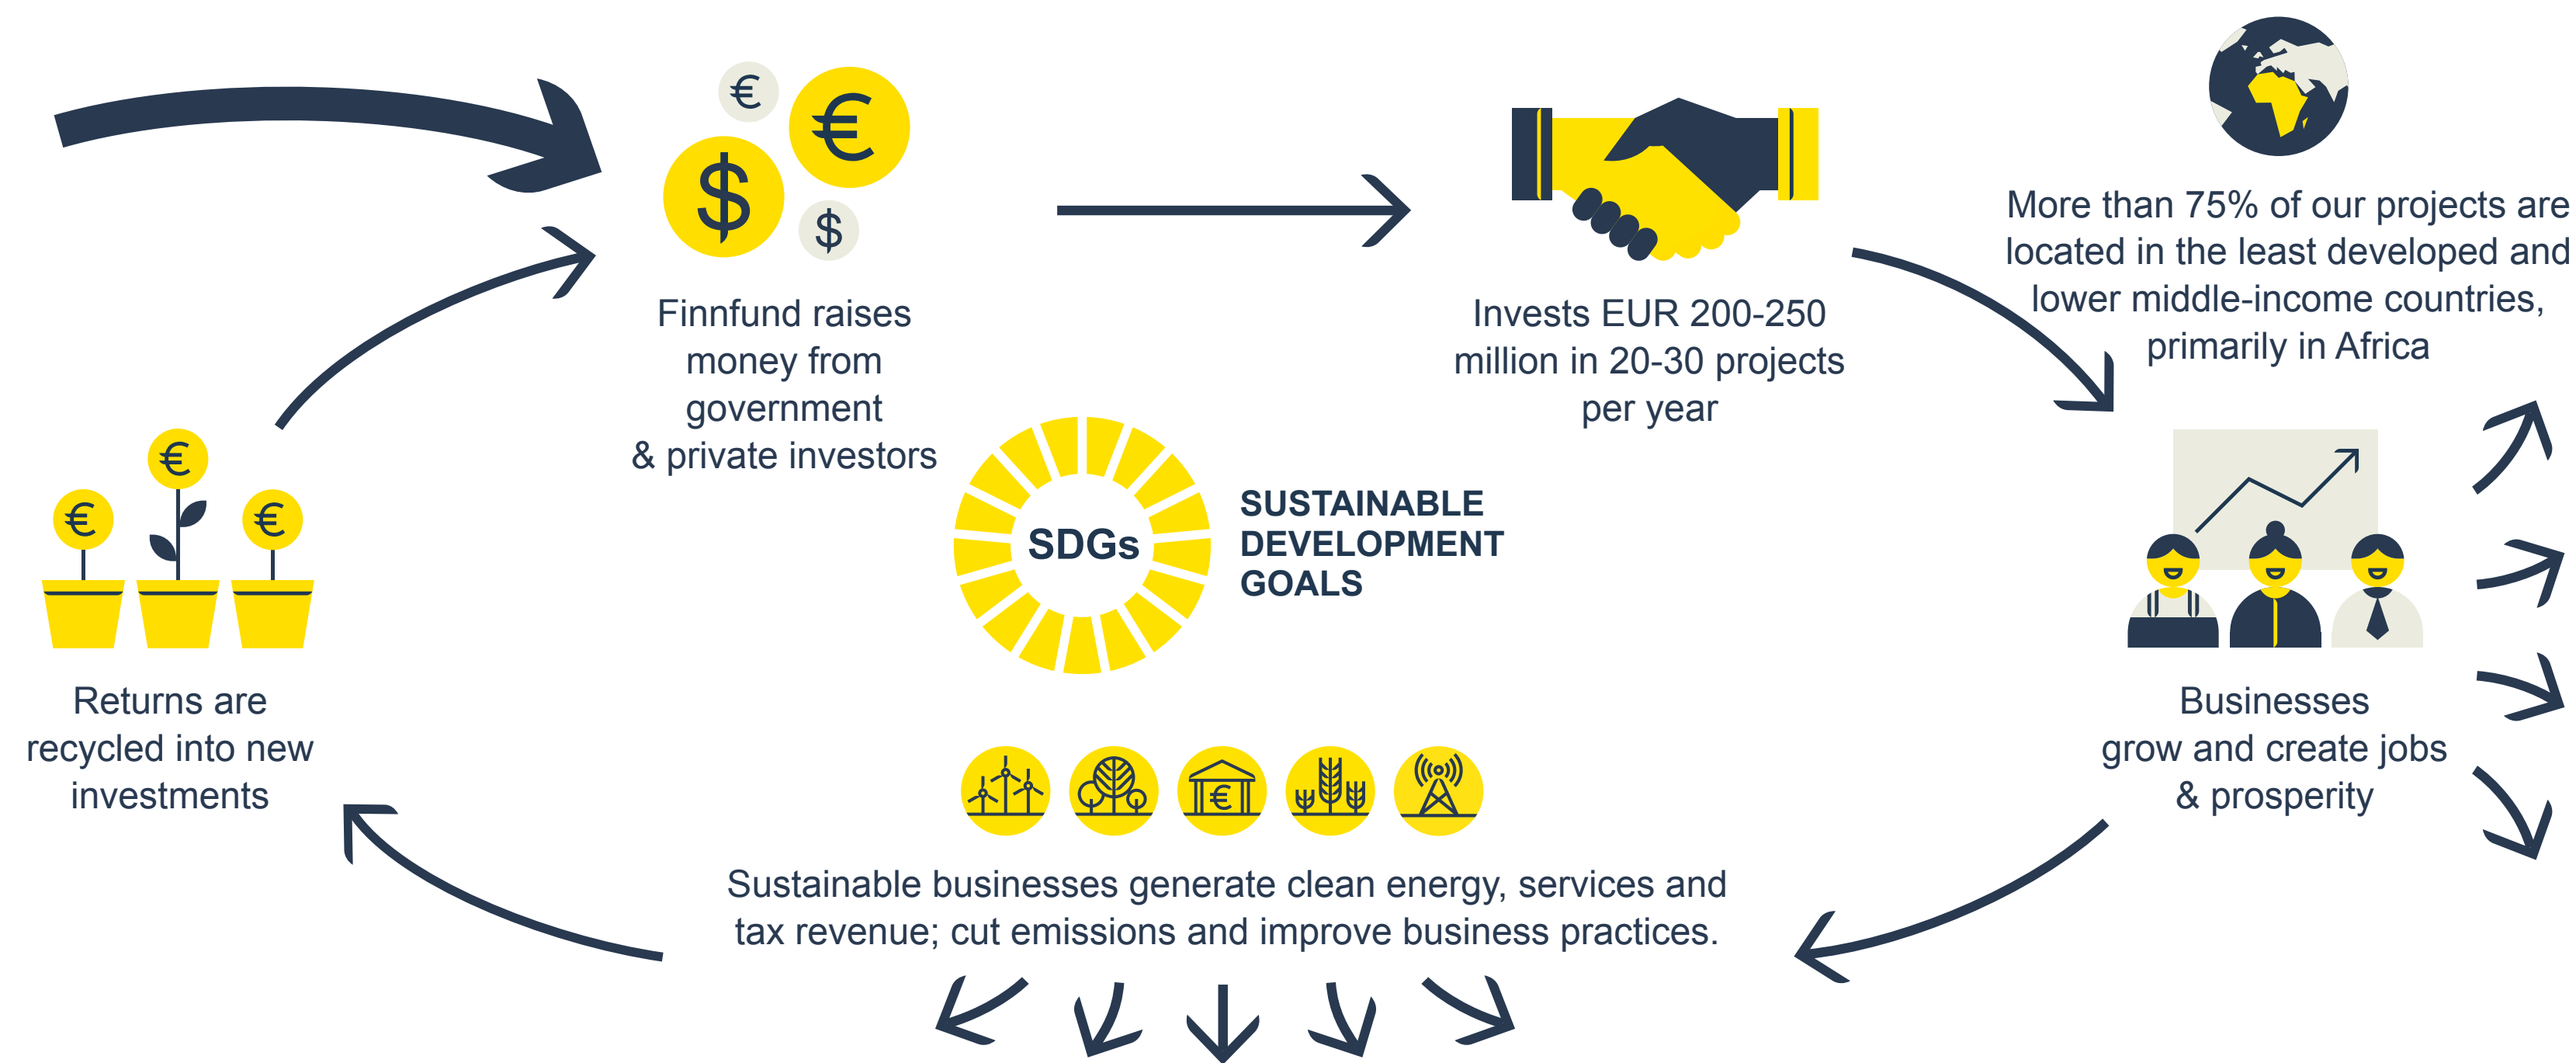 €
€
$
$
Finnfund raises
money from
government
& private investors
Invests EUR 200-250
million in 20-30 projects
per year
More than 75% of our projects are
located in the least developed and
lower middle-income countries,
primarily in Africa
SDGs
SUSTAINABLE
DEVELOPMENT
GOALS
€
€
€
Returns are
recycled into new
investments
Businesses
grow and create jobs
& prosperity
€
Sustainable businesses generate clean energy, services and
tax revenue; cut emissions and improve business practices.